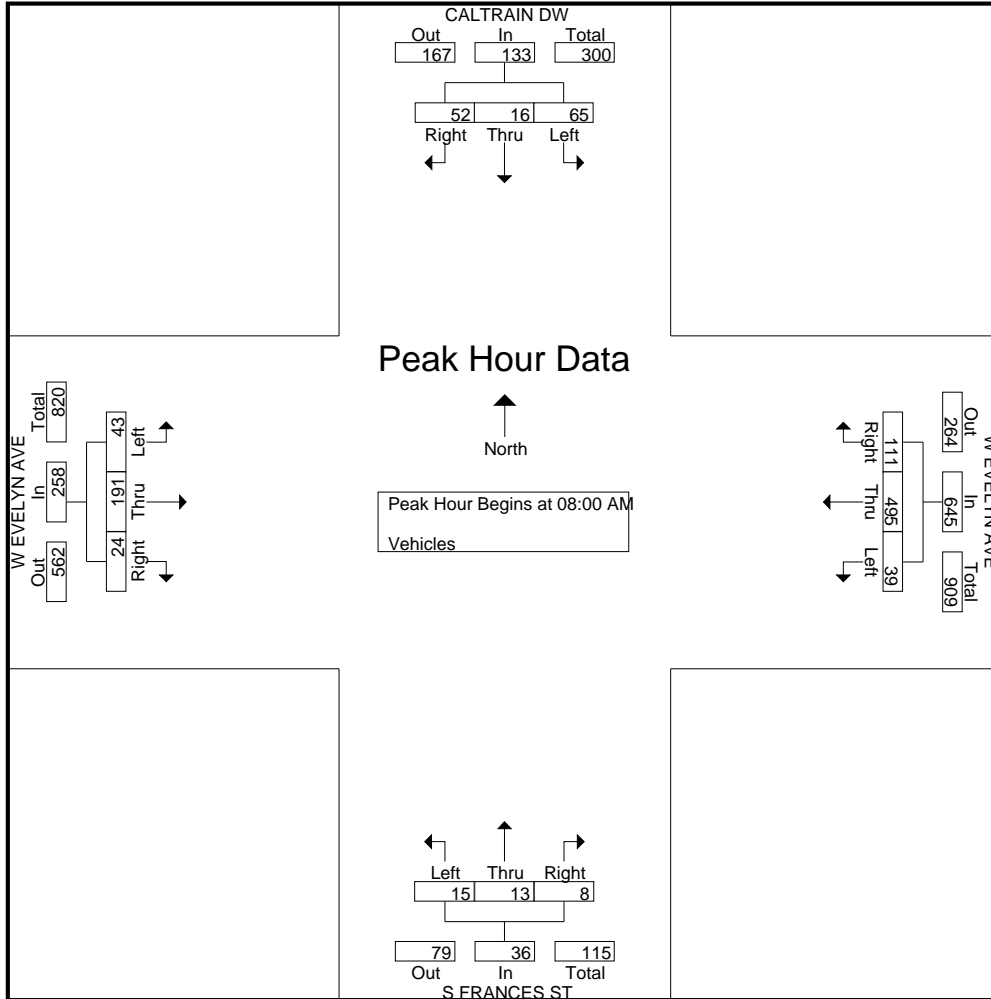 CALTRAIN DW
Out In Total
167 133 300
52 16 65
Right Thru Left
Peak Hour Data
North
Peak Hour Begins at 08:00 AM
Vehicles
W EVELYN AVE
Out In Total
562 258 820
24 191 43
Right Thru Left
W EVELYN AVE
Out In Total
264 645 909
111 495 39
Right Thru Left
Left Thru Right
15 13 8
79 36 115
Out In Total
S FRANCES ST